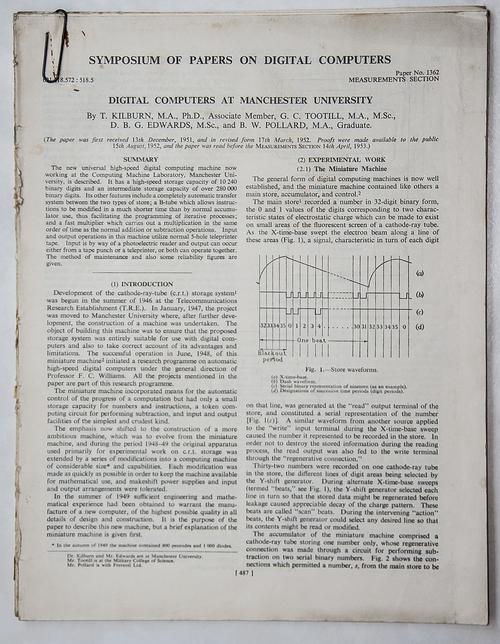 SYMPOSIUM OF PAPERS ON DIGITAL COMPUTERS
518.572 : 518.5
Paper No. 1362
MEASUREMENTS SECTION
DIGITAL COMPUTERS AT MANCHESTER UNIVERSITY
By T. KILBURN, M.A., Ph.D., Associate Member, G. C. TOOTILL, M.A., M.Sc.,
D. B. G. EDWARDS, M.Sc., and B. W. POLLARD, M.A., Graduate.
(The paper was first received 13th December, 1951, and in revised form 17th March, 1952. Proofs were made available to the public
15th August, 1952, and the paper was read before the MEASUREMENTS SECTION 14th April, 1953.)
SUMMARY
The new universal high-speed digital computing machine now
working at the Computing Machine Laboratory, Manchester Uni-
versity, is described. It has a high-speed storage capacity of 10 240
binary digits and an intermediate storage capacity of over 280 000
binary digits. Its other features include a completely automatic transfer
system between the two types of store; a B-tube which allows instruc-
tions to be modified in a much shorter time than by normal accumu-
lator use, thus facilitating the programming of iterative processes;
and a fast multiplier which carries out a multiplication in the same
order of time as the normal addition or subtraction operations. Input
and output operations in this machine utilize normal 5-hole teleprinter
tape. Input is by way of a photoelectric reader and output can occur
either from a tape punch or a teleprinter, or both can operate together.
The method of maintenance and also some reliability figures are
given.
(1) INTRODUCTION
Development of the cathode-ray-tube (c.r.t.) storage system¹
was begun in the summer of 1946 at the Telecommunications
Research Establishment (T.R.E.). In January, 1947, the project
was moved to Manchester University where, after further deve-
lopment, the construction of a machine was undertaken. The
object of building this machine was to ensure that the proposed
storage system was entirely suitable for use with digital compu-
ters and also to take correct account of its advantages and
limitations. The successful operation in June, 1948, of this
miniature machine² initiated a research programme on automatic
high-speed digital computers under the general direction of
Professor F. C. Williams. All the projects mentioned in the
paper are part of this research programme.
The miniature machine incorporated means for the automatic
control of the progress of a computation but had only a small
storage capacity for numbers and instructions, a token com-
puting circuit for performing subtraction, and input and output
facilities of the simplest and crudest kind.
The emphasis now shifted to the construction of a more
ambitious machine, which was to evolve from the miniature
machine, and during the period 1948-49 the original apparatus
used primarily for experimental work on c.r.t. storage was
extended by a series of modifications into a computing machine
of considerable size* and capabilities. Each modification was
made as quickly as possible in order to keep the machine available
for mathematical use, and makeshift power supplies and input
and output arrangements were tolerated.
In the summer of 1949 sufficient engineering and mathe-
matical experience had been obtained to warrant the manu-
facture of a new computer, of the highest possible quality in all
details of design and construction. It is the purpose of the
paper to describe this new machine, but a brief explanation of the
miniature machine is given first.
* In the autumn of 1949 the machine contained 800 pentodes and 1 000 diodes.
Dr. Kilburn and Mr. Edwards are at Manchester University.
Mr. Tootill is at the Military College of Science.
Mr. Pollard is with Ferranti Ltd.
(2) EXPERIMENTAL WORK
(2.1) The Miniature Machine
The general form of digital computing machines is now well
established, and the miniature machine contained like others a
main store, accumulator, and control.²
The main store¹ recorded a number in 32-digit binary form,
the 0 and 1 values of the digits corresponding to two charac-
teristic states of electrostatic charge which can be made to exist
on small areas of the fluorescent screen of a cathode-ray tube.
As the X-time-base swept the electron beam along a line of
these areas (Fig. 1), a signal, characteristic in turn of each digit
(a)
(b)
(c)
32 33 34 35 0 1 2 3 4 30 31 32 33 34 35 0 (d)
One beat
Blackout
period
Fig. 1.—Store waveforms.
(a) X-time-base.
(b) Dash waveform.
(c) Serial binary representation of nineteen (as an example).
(d) Designations of successive time periods (digit periods).
on that line, was generated at the "read" output terminal of the
store, and constituted a serial representation of the number
[Fig. 1(c)]. A similar waveform from another source applied
to the "write" input terminal during the X-time-base sweep
caused the number it represented to be recorded in the store. In
order not to destroy the stored information during the reading
process, the read output was also fed to the write terminal
through the "regenerative connection."
Thirty-two numbers were recorded on one cathode-ray tube
in the store, the different lines of digit areas being selected by
the Y-shift generator. During alternate X-time-base sweeps
(termed "beats," see Fig. 1), the Y-shift generator selected each
line in turn so that the stored data might be regenerated before
leakage caused appreciable decay of the charge pattern. These
beats are called "scan" beats. During the intervening "action"
beats, the Y-shift generator could select any desired line so that
its contents might be read or modified.
The accumulator of the miniature machine comprised a
cathode-ray tube storing one number only, whose regenerative
connection was made through a circuit for performing sub-
traction on two serial binary numbers. Fig. 2 shows the con-
nections which permitted a number, s, from the main store to be
[ 487 ]